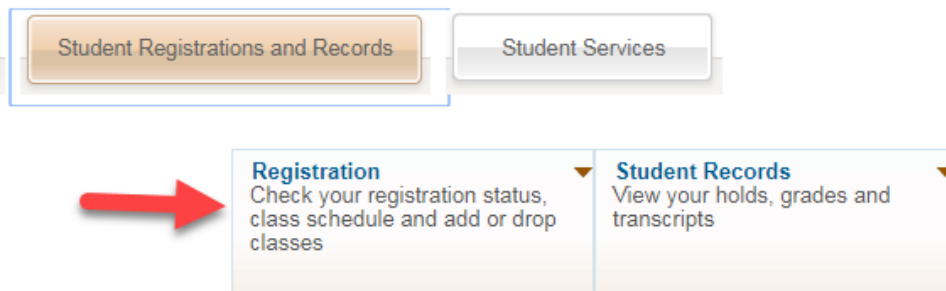 Student Registrations and Records
Student Services
Registration
Check your registration status,
class schedule and add or drop
classes
Student Records
View your holds, grades and
transcripts